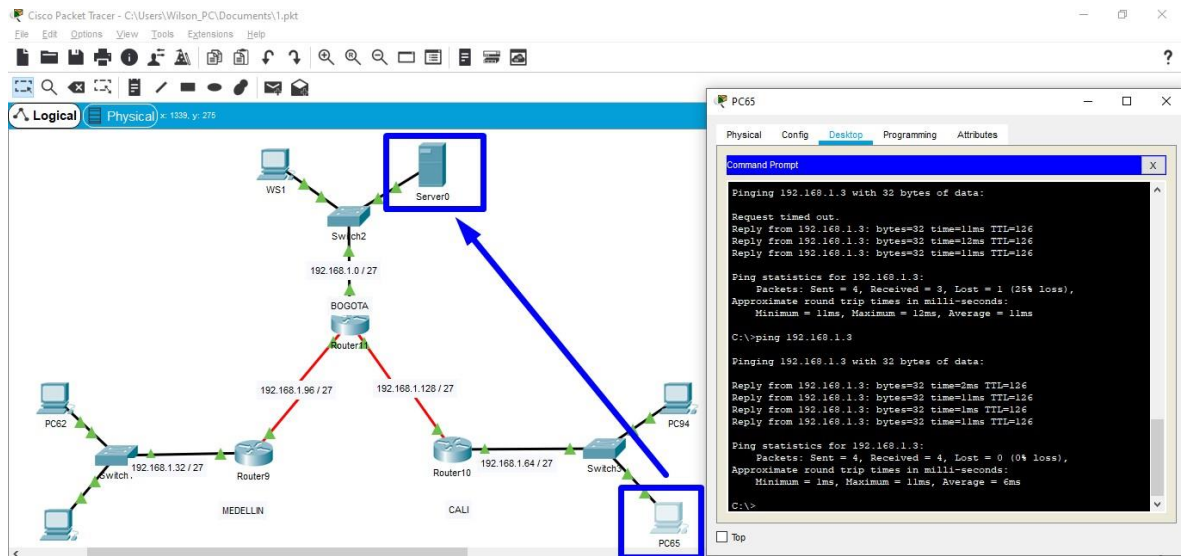 Cisco Packet Tracer - C:\Users\Wilson_PC\Documents\1.pkt
File Edit Options View Tools Extensions Help
?
Logical Physical x: 1339, y: 275
WS1
Server0
Switch2
192.168.1.0 / 27
BOGOTA
Router11
192.168.1.96 / 27
192.168.1.128 / 27
PC62
PC94
192.168.1.32 / 27
Router9
Router10
192.168.1.64 / 27
Switch3
MEDELLIN
CALI
PC65
PC65
Physical Config Desktop Programming Attributes
Command Prompt X
Pinging 192.168.1.3 with 32 bytes of data:
Request timed out.
Reply from 192.168.1.3: bytes=32 time=11ms TTL=126
Reply from 192.168.1.3: bytes=32 time=12ms TTL=126
Reply from 192.168.1.3: bytes=32 time=11ms TTL=126
Ping statistics for 192.168.1.3:
Packets: Sent = 4, Received = 3, Lost = 1 (25% loss),
Approximate round trip times in milli-seconds:
Minimum = 11ms, Maximum = 12ms, Average = 11ms
C:\>ping 192.168.1.3
Pinging 192.168.1.3 with 32 bytes of data:
Reply from 192.168.1.3: bytes=32 time=2ms TTL=126
Reply from 192.168.1.3: bytes=32 time=11ms TTL=126
Reply from 192.168.1.3: bytes=32 time=1ms TTL=126
Reply from 192.168.1.3: bytes=32 time=11ms TTL=126
Ping statistics for 192.168.1.3:
Packets: Sent = 4, Received = 4, Lost = 0 (0% loss),
Approximate round trip times in milli-seconds:
Minimum = 1ms, Maximum = 11ms, Average = 6ms
C:\>
Top